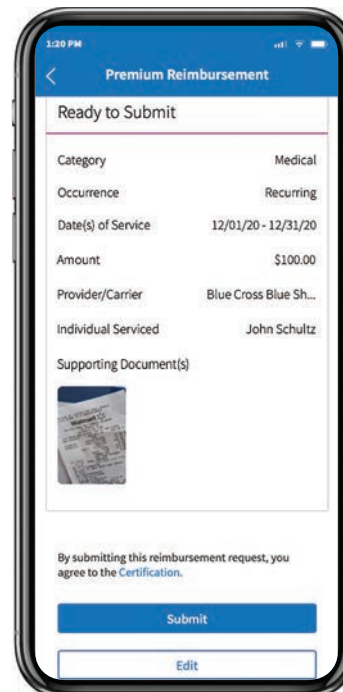 1:20 PM
Premium Reimbursement
Ready to Submit
Category Medical
Occurrence Recurring
Date(s) of Service 12/01/20 - 12/31/20
Amount $100.00
Provider/Carrier Blue Cross Blue Sh...
Individual Serviced John Schultz
Supporting Document(s)
Walmart
By submitting this reimbursement request, you
agree to the Certification.
Submit
Edit